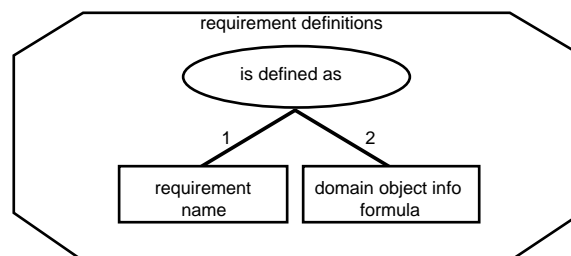 requirement definitions
is defined as
1
2
requirement
name
domain object info
formula